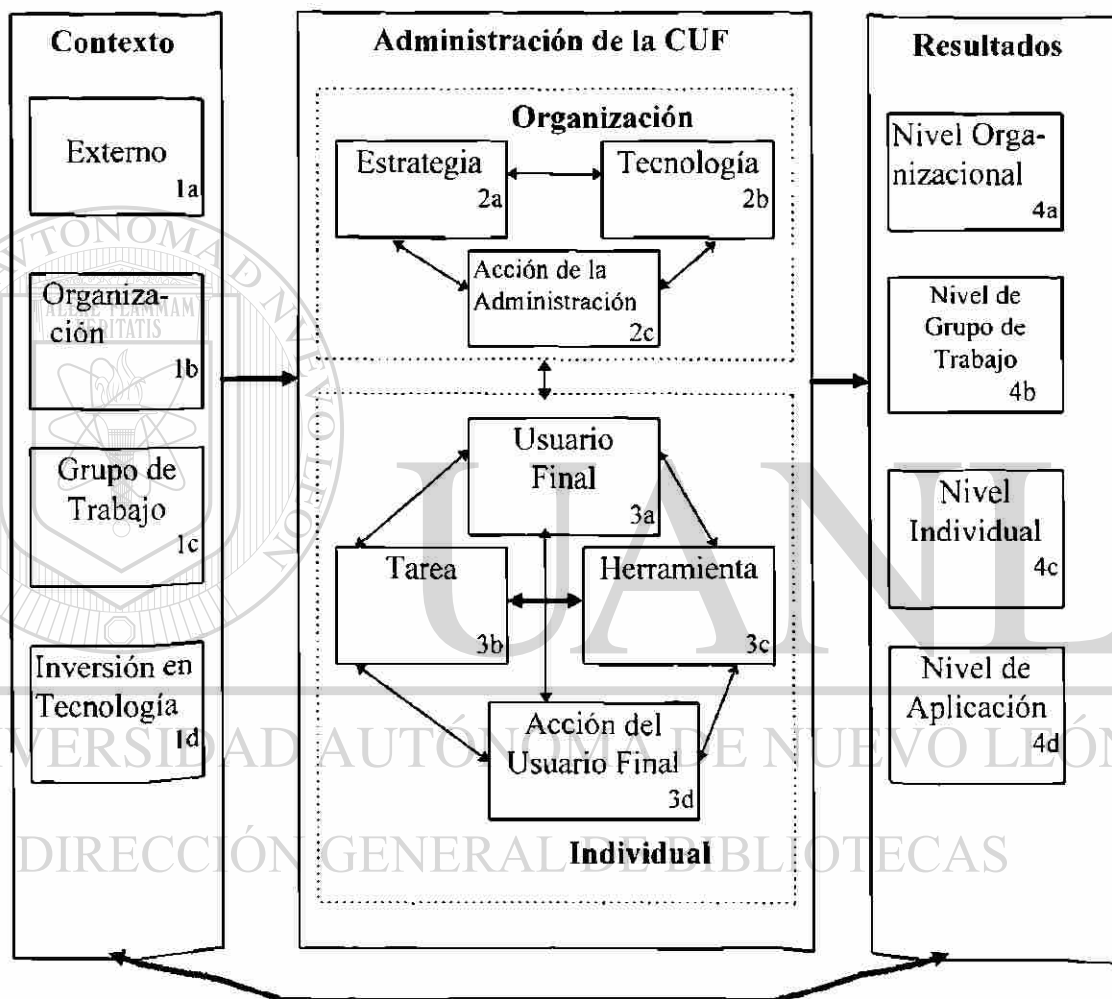 Contexto
Externo
1a
Organiza-
ción
1b
Grupo de
Trabajo
1c
Inversión en
Tecnología
1d
Administración de la CUF
Organización
Estrategia
2a
Tecnología
2b
Acción de la
Administración
2c
Usuario
Final
3a
Tarea
3b
Herramienta
3c
Acción del
Usuario Final
3d
Individual
Resultados
Nivel Orga-
nizacional
4a
Nivel de
Grupo de
Trabajo
4b
Nivel
Individual
4c
Nivel de
Aplicación
4d
UANL
VERSIDAD AUTÓNOMA DE NUEVO LEÓN
DIRECCIÓN GENERAL DE BIBLIOTECAS